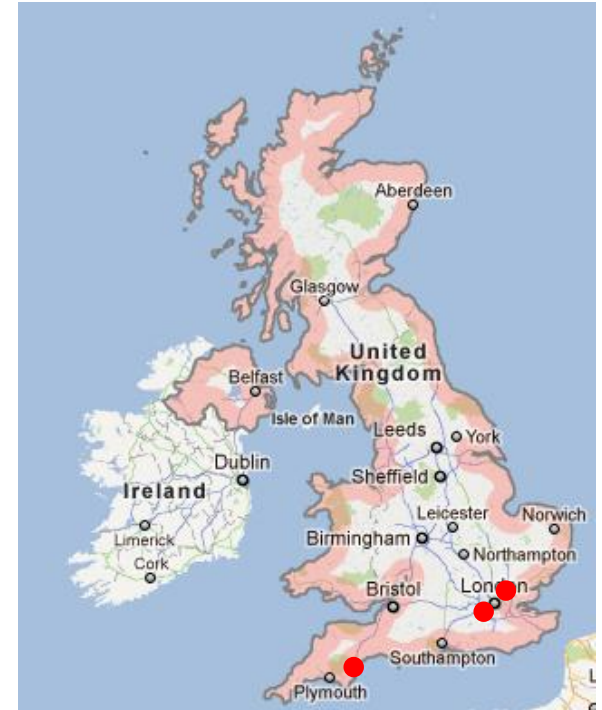 Aberdeen
Glasgow
United
Kingdom
Belfast
Isle of Man
Leeds
York
Dublin
Sheffield
Ireland
Leicester
Norwich
Limerick
Birmingham
Northampton
Cork
Bristol
London
Southampton
Plymouth
L